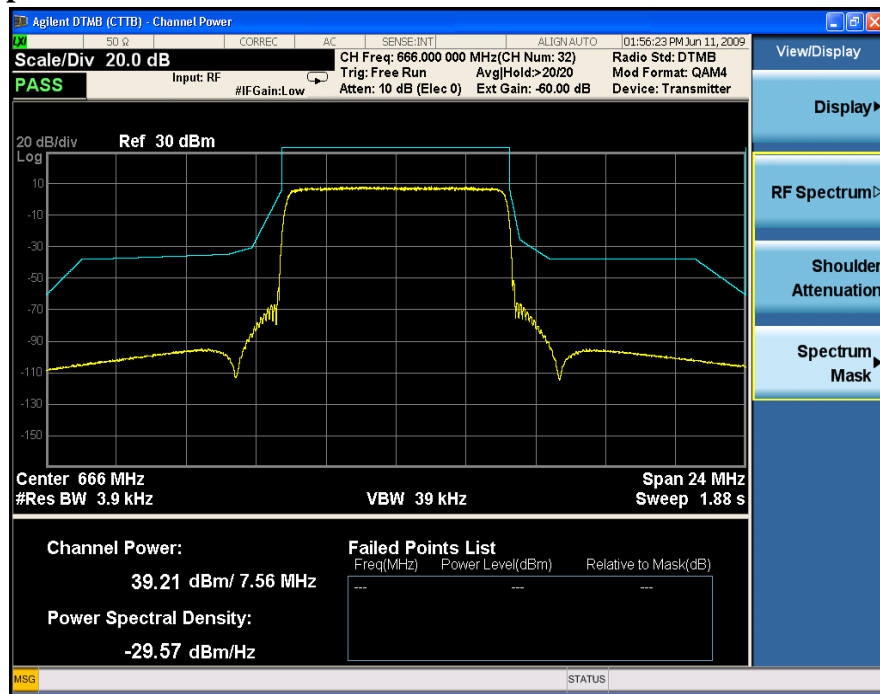 Agilent DTMB (CTTB) - Channel Power
LXI 50 Ω CORREC AC SENSE:INT ALIGN AUTO 01:56:23 PM Jun 11, 2009
Scale/Div 20.0 dB
CH Freq: 666.000 000 MHz(CH Num: 32) Radio Std: DTMB
PASS Input: RF Trig: Free Run Avg|Hold:>20/20 Mod Format: QAM4
#IFGain:Low Atten: 10 dB (Elec 0) Ext Gain: -60.00 dB Device: Transmitter
20 dB/div Ref 30 dBm
Log
10
-10
-30
-50
-70
-90
-110
-130
-150
Center 666 MHz Span 24 MHz
#Res BW 3.9 kHz VBW 39 kHz Sweep 1.88 s
Channel Power:
39.21 dBm/ 7.56 MHz
Power Spectral Density:
-29.57 dBm/Hz
Failed Points List
Freq(MHz) Power Level(dBm) Relative to Mask(dB)
--- --- ---
View/Display
Display
RF Spectrum
Shoulder
Attenuation
Spectrum
Mask
MSG STATUS